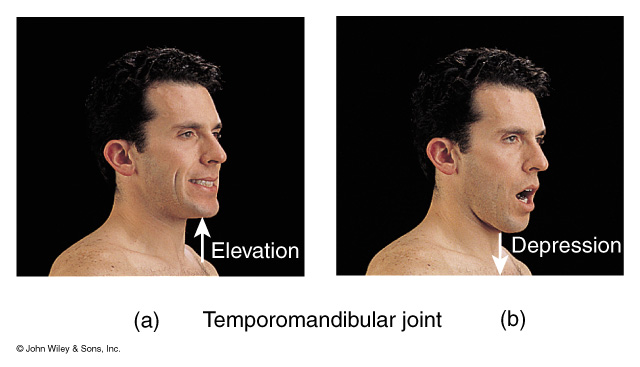 Elevation
Depression
(a) Temporomandibular joint (b)
© John Wiley & Sons, Inc.